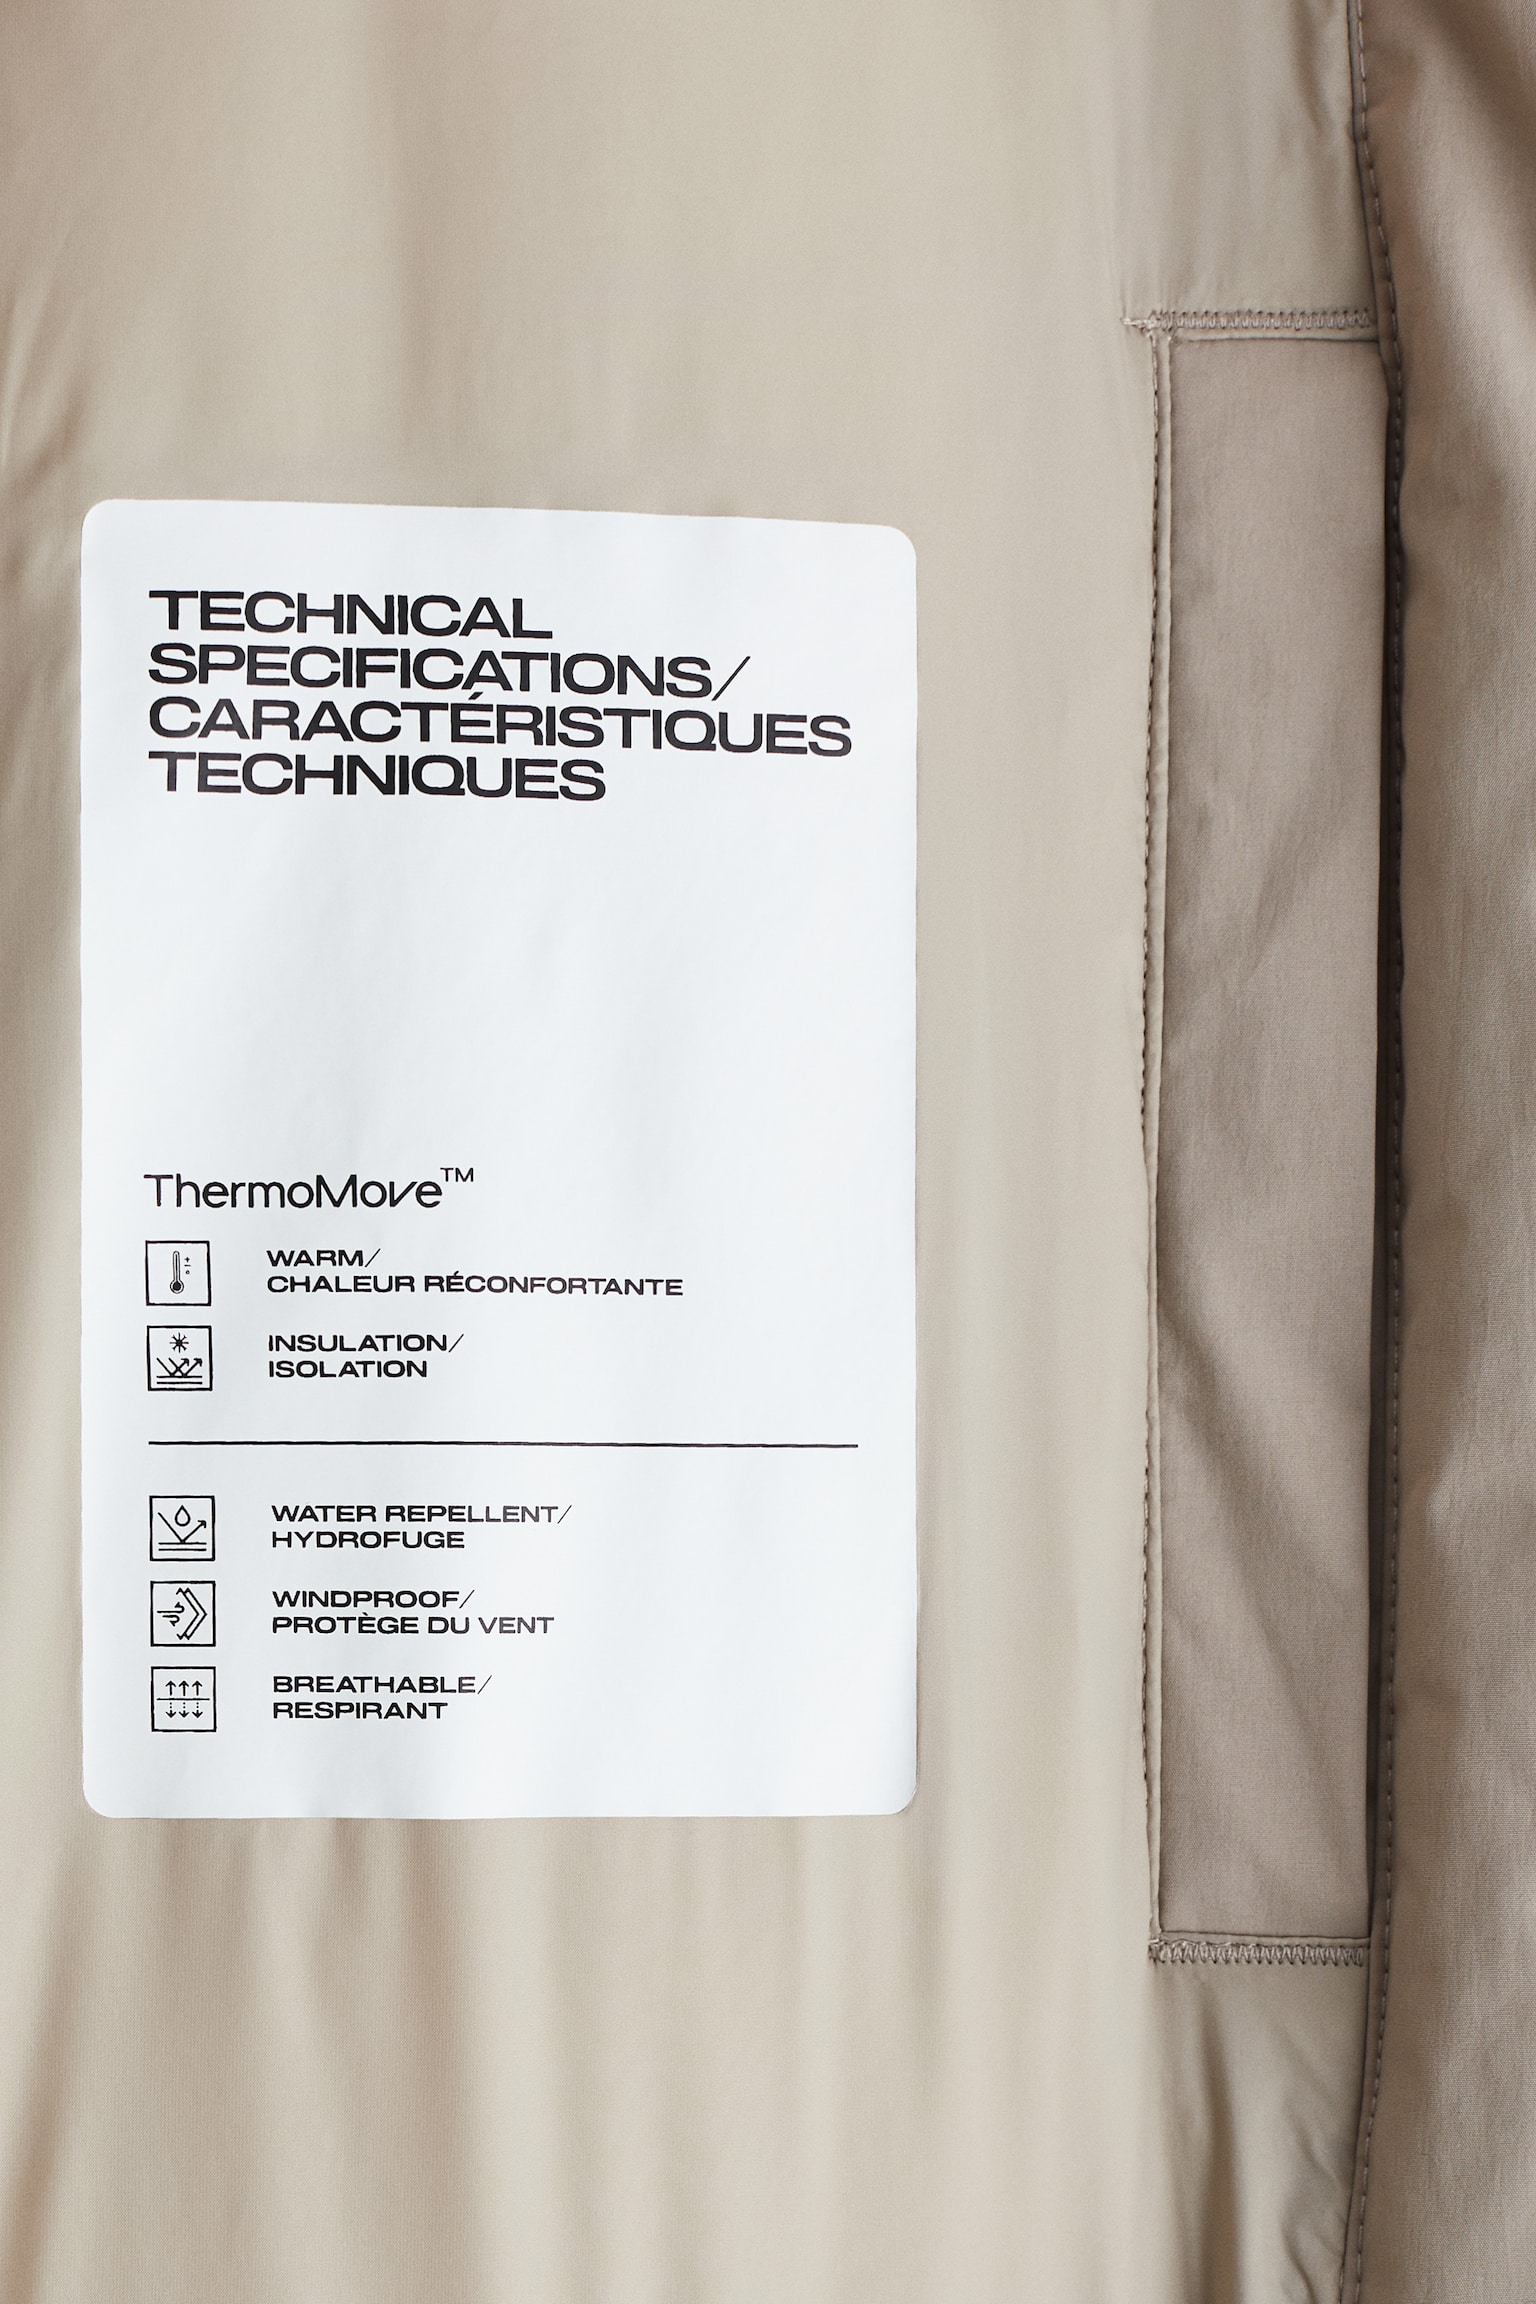 TECHNICAL
SPECIFICATIONS/
CARACTÉRISTIQUES
TECHNIQUES
ThermoMove™
WARM/
CHALEUR RÉCONFORTANTE
INSULATION/
ISOLATION
WATER REPELLENT/
HYDROFUGE
WINDPROOF/
PROTÈGE DU VENT
BREATHABLE/
RESPIRANT